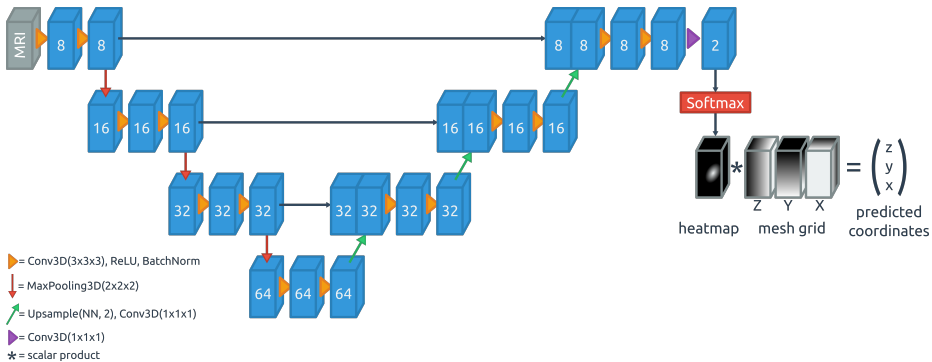 MRI
8
8
8
8
8
8
2
Softmax
16
16
16
16
16
16
16
32
32
32
32
32
32
32
64
64
64
*
=
z
y
x
Z Y X
heatmap
mesh grid
predicted
coordinates
= Conv3D(3x3x3), ReLU, BatchNorm
= MaxPooling3D(2x2x2)
= Upsample(NN, 2), Conv3D(1x1x1)
= Conv3D(1x1x1)
* = scalar product